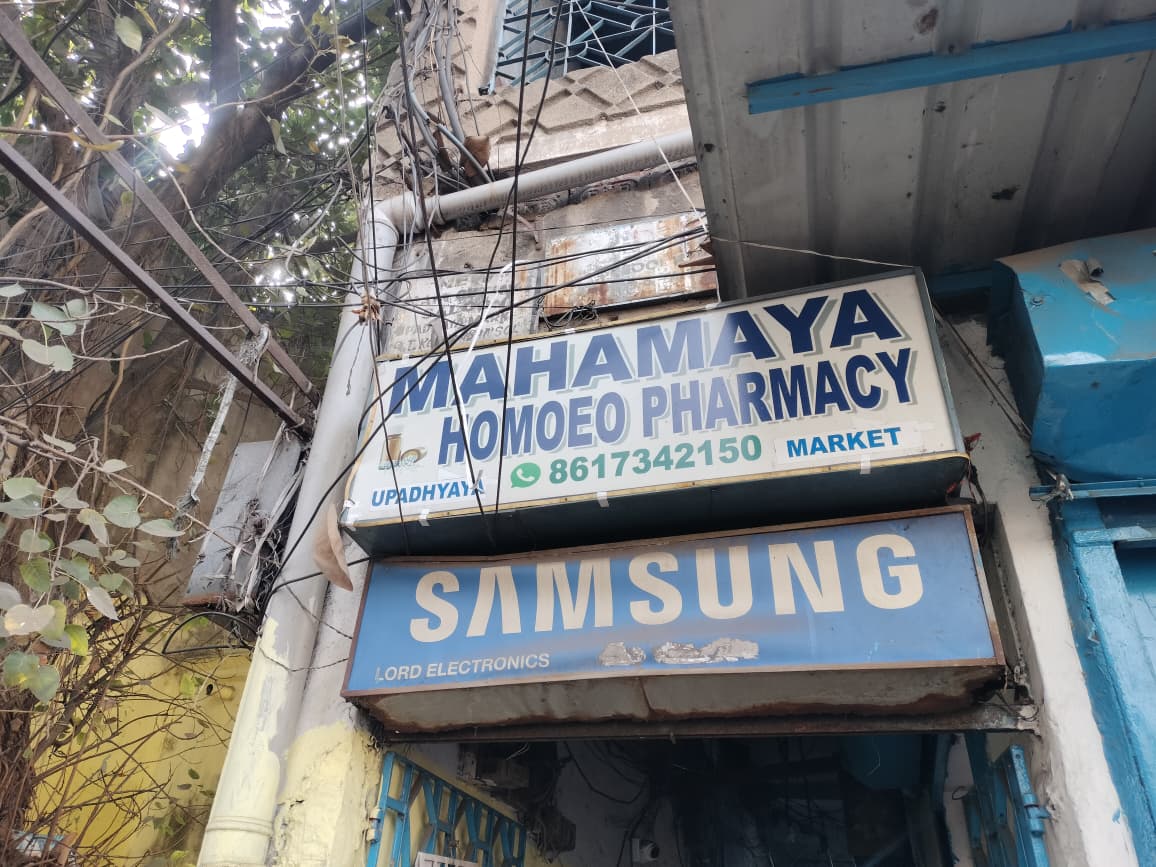 MAHAMAYA
HOMOEO PHARMACY
UPADHYAYA 8617342150 MARKET
SAMSUNG
LORD ELECTRONICS